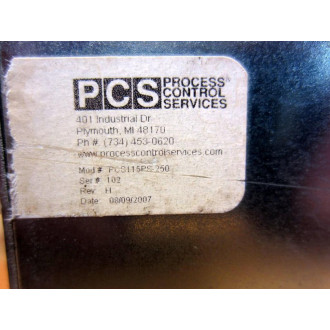 PCS PROCESS
CONTROL
SERVICES
401 Industrial Dr.
Plymouth, MI 48170
Ph # (734) 453-0620
www.processcontrolservices.com
Mod # PCS115PS-250
Ser # 102
Rev H
Date 08/09/2007